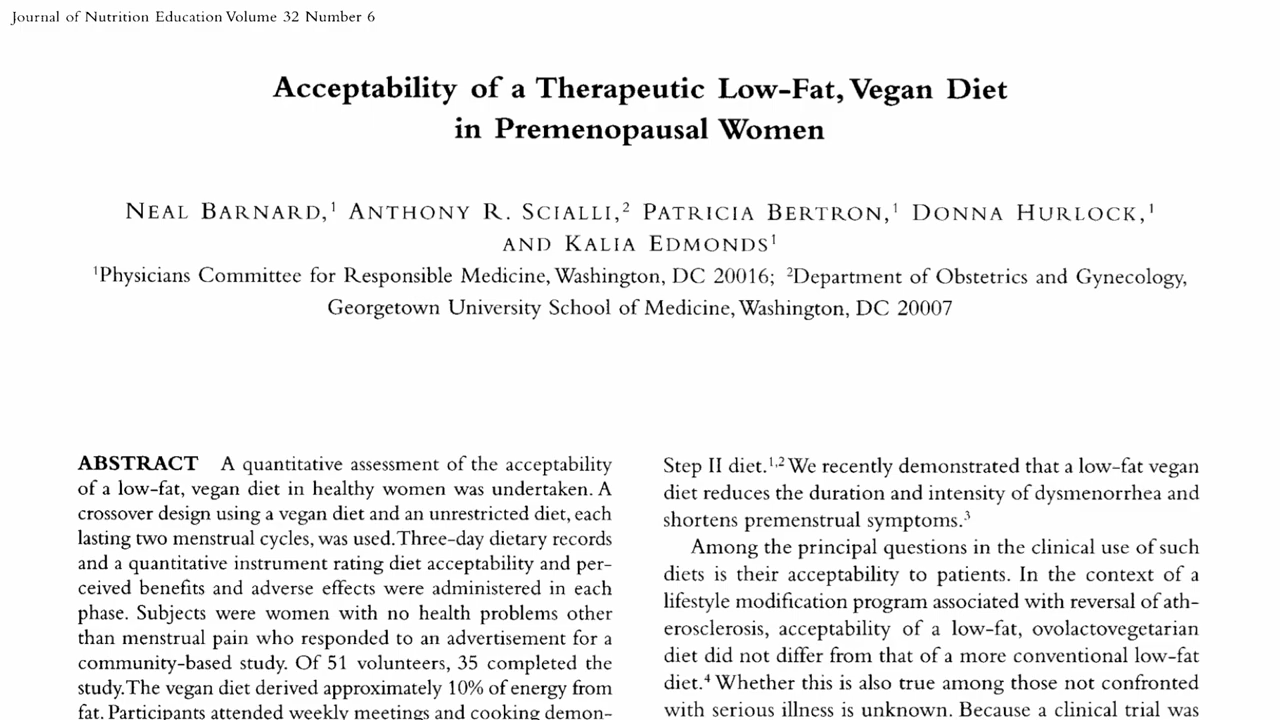 Journal of Nutrition Education Volume 32 Number 6
Acceptability of a Therapeutic Low-Fat, Vegan Diet
in Premenopausal Women
NEAL BARNARD,¹ ANTHONY R. SCIALLI,² PATRICIA BERTRON,¹ DONNA HURLOCK,¹
AND KALIA EDMONDS¹
¹Physicians Committee for Responsible Medicine, Washington, DC 20016; ²Department of Obstetrics and Gynecology,
Georgetown University School of Medicine, Washington, DC 20007
ABSTRACT A quantitative assessment of the acceptability
of a low-fat, vegan diet in healthy women was undertaken. A
crossover design using a vegan diet and an unrestricted diet, each
lasting two menstrual cycles, was used. Three-day dietary records
and a quantitative instrument rating diet acceptability and per-
ceived benefits and adverse effects were administered in each
phase. Subjects were women with no health problems other
than menstrual pain who responded to an advertisement for a
community-based study. Of 51 volunteers, 35 completed the
study. The vegan diet derived approximately 10% of energy from
fat. Participants attended weekly meetings and cooking demon-
Step II diet.¹,² We recently demonstrated that a low-fat vegan
diet reduces the duration and intensity of dysmenorrhea and
shortens premenstrual symptoms.³
Among the principal questions in the clinical use of such
diets is their acceptability to patients. In the context of a
lifestyle modification program associated with reversal of ath-
erosclerosis, acceptability of a low-fat, ovolactovegetarian
diet did not differ from that of a more conventional low-fat
diet.⁴ Whether this is also true among those not confronted
with serious illness is unknown. Because a clinical trial was